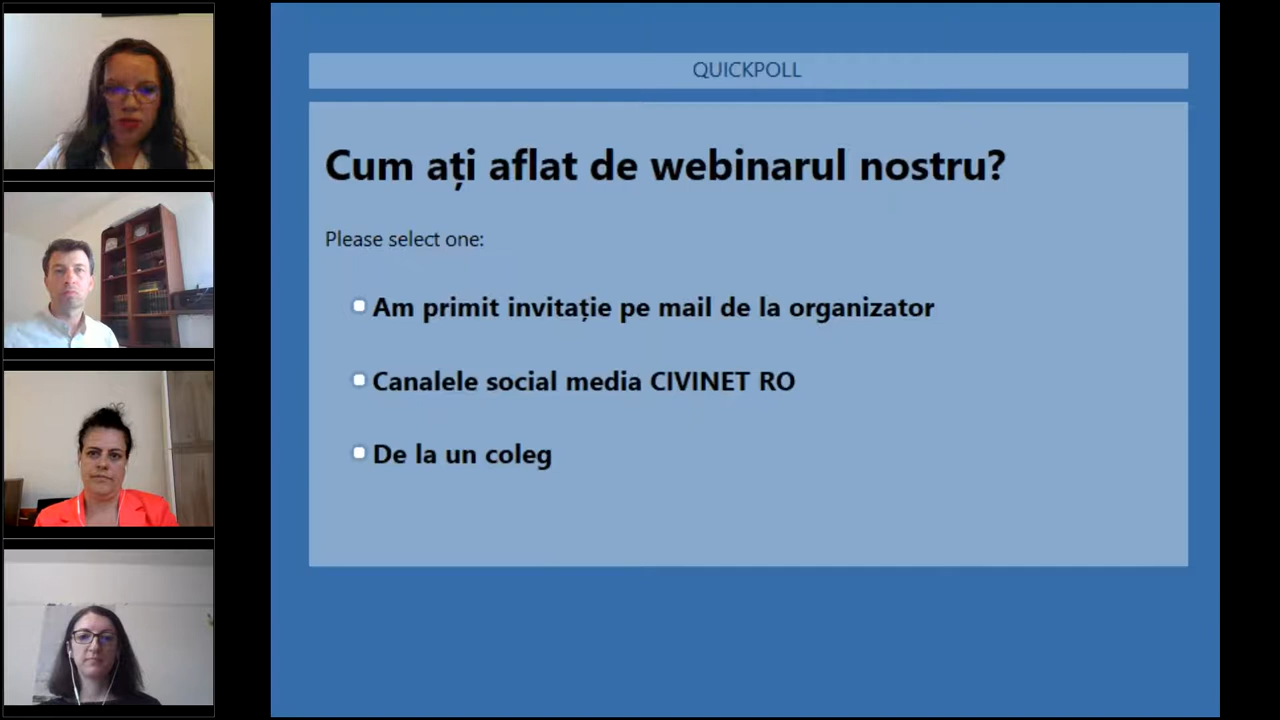 QUICKPOLL
Cum ați aflat de webinarul nostru?
Please select one:
Am primit invitație pe mail de la organizator
Canalele social media CIVINET RO
De la un coleg